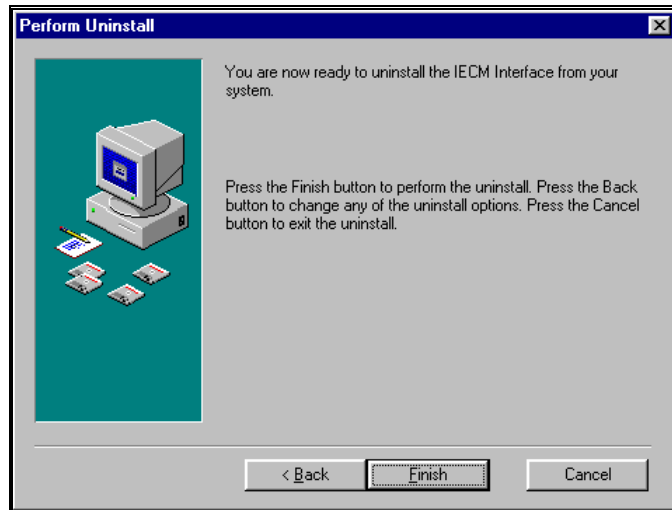 Perform Uninstall
You are now ready to uninstall the IECM Interface from your
system.
Press the Finish button to perform the uninstall. Press the Back
button to change any of the uninstall options. Press the Cancel
button to exit the uninstall.
< Back
Finish
Cancel